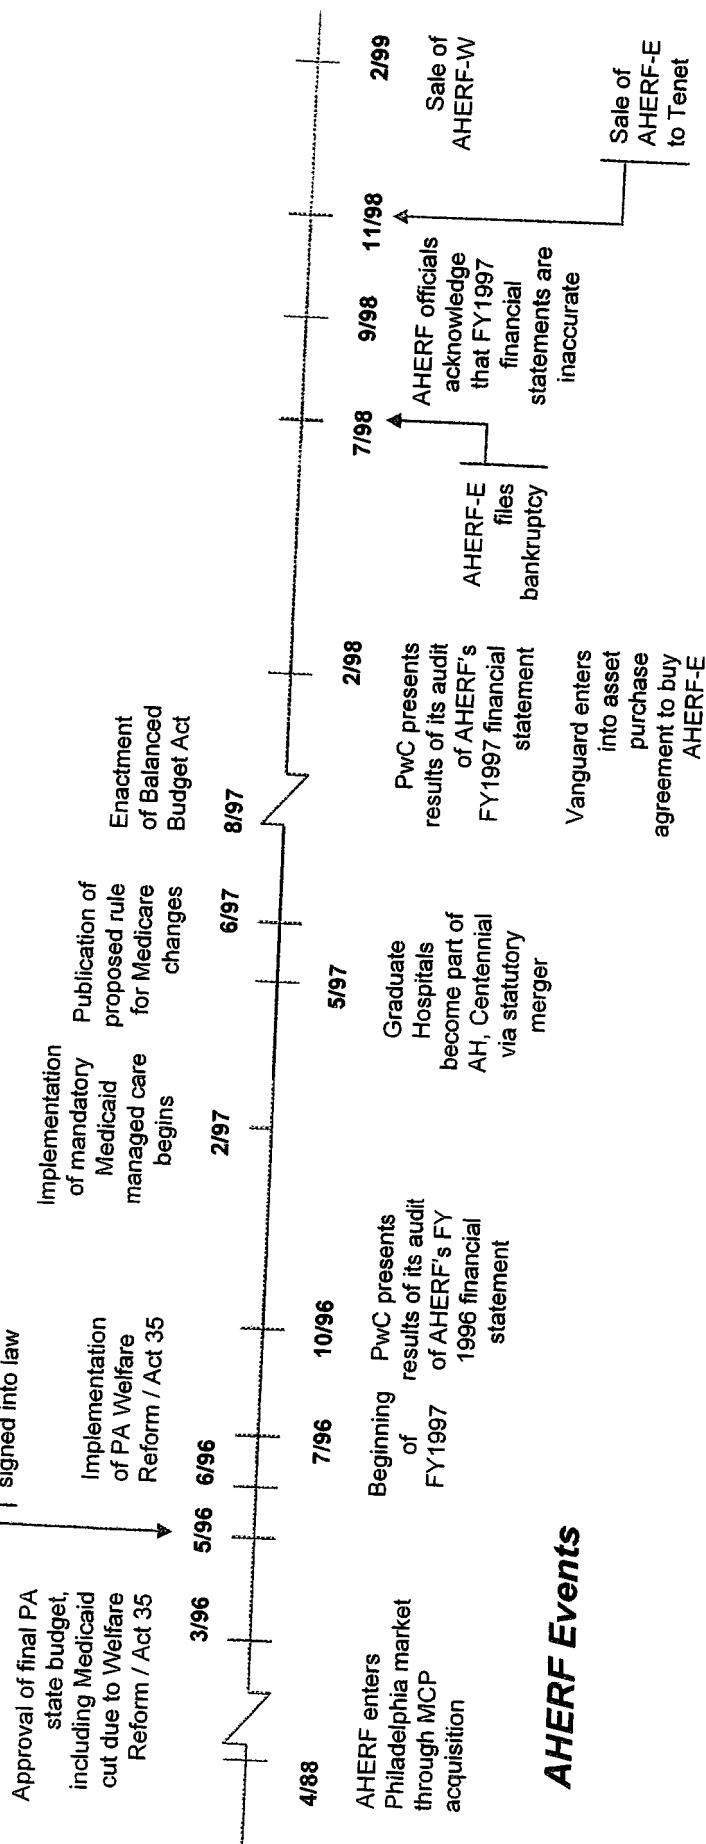 signed into law
Approval of final PA
state budget,
including Medicaid
cut due to Welfare
Reform / Act 35
Implementation
of PA Welfare
Reform / Act 35
Implementation
of mandatory
Medicaid
managed care
begins
Publication of
proposed rule
for Medicare
changes
Enactment
of Balanced
Budget Act
3/96
5/96
6/96
2/97
6/97
8/97
4/88
7/96
10/96
5/97
2/98
7/98
9/98
11/98
2/99
AHERF enters
Philadelphia market
through MCP
acquisition
Beginning
of
FY1997
PwC presents
results of its audit
of AHERF's FY
1996 financial
statement
Graduate
Hospitals
become part of
AH, Centennial
via statutory
merger
PwC presents
results of its audit
of AHERF's
FY1997 financial
statement
Vanguard enters
into asset
purchase
agreement to buy
AHERF-E
AHERF-E
files
bankruptcy
AHERF officials
acknowledge
that FY1997
financial
statements are
inaccurate
Sale of
AHERF-W
Sale of
AHERF-E
to Tenet
AHERF Events